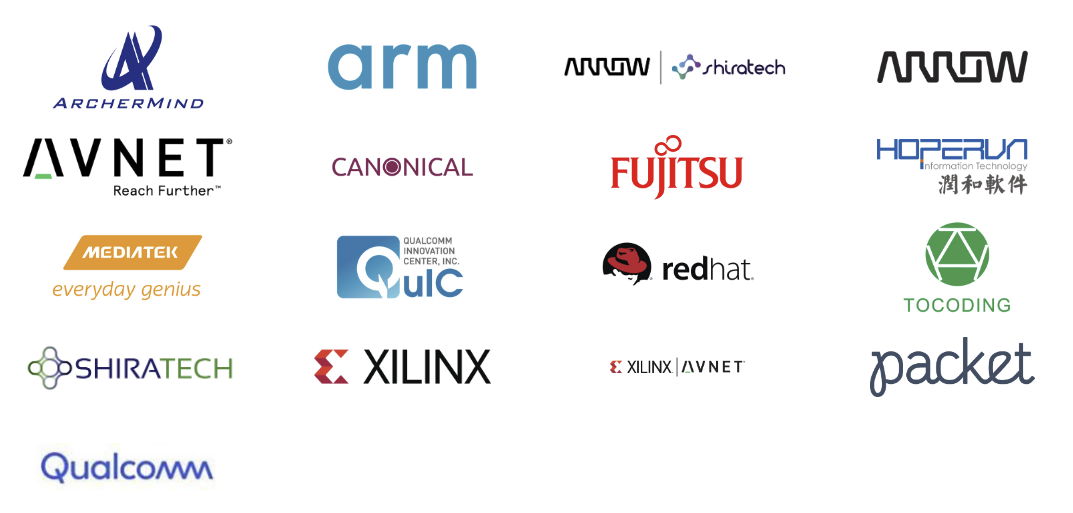 ARCHERMIND
arm
ARROW
shiratech
ARROW
AVNET®
Reach Further™
CANONICAL
FUJITSU
HOPERUN
Information Technology
潤和軟件
MEDIATEK
everyday genius
QUALCOMM
INNOVATION
CENTER, INC.
QuIC
redhat.
TOCODING
SHIRATECH
XILINX
XILINX
AVNET
packet
Qualcomm